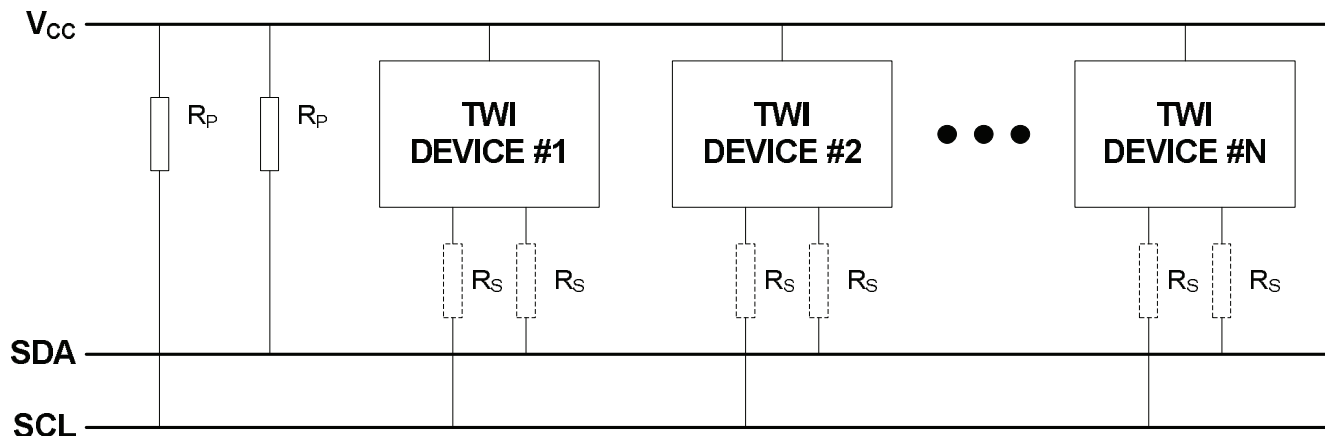 VCC
RP
RP
TWI
DEVICE #1
TWI
DEVICE #2
TWI
DEVICE #N
RS
RS
RS
RS
RS
RS
SDA
SCL